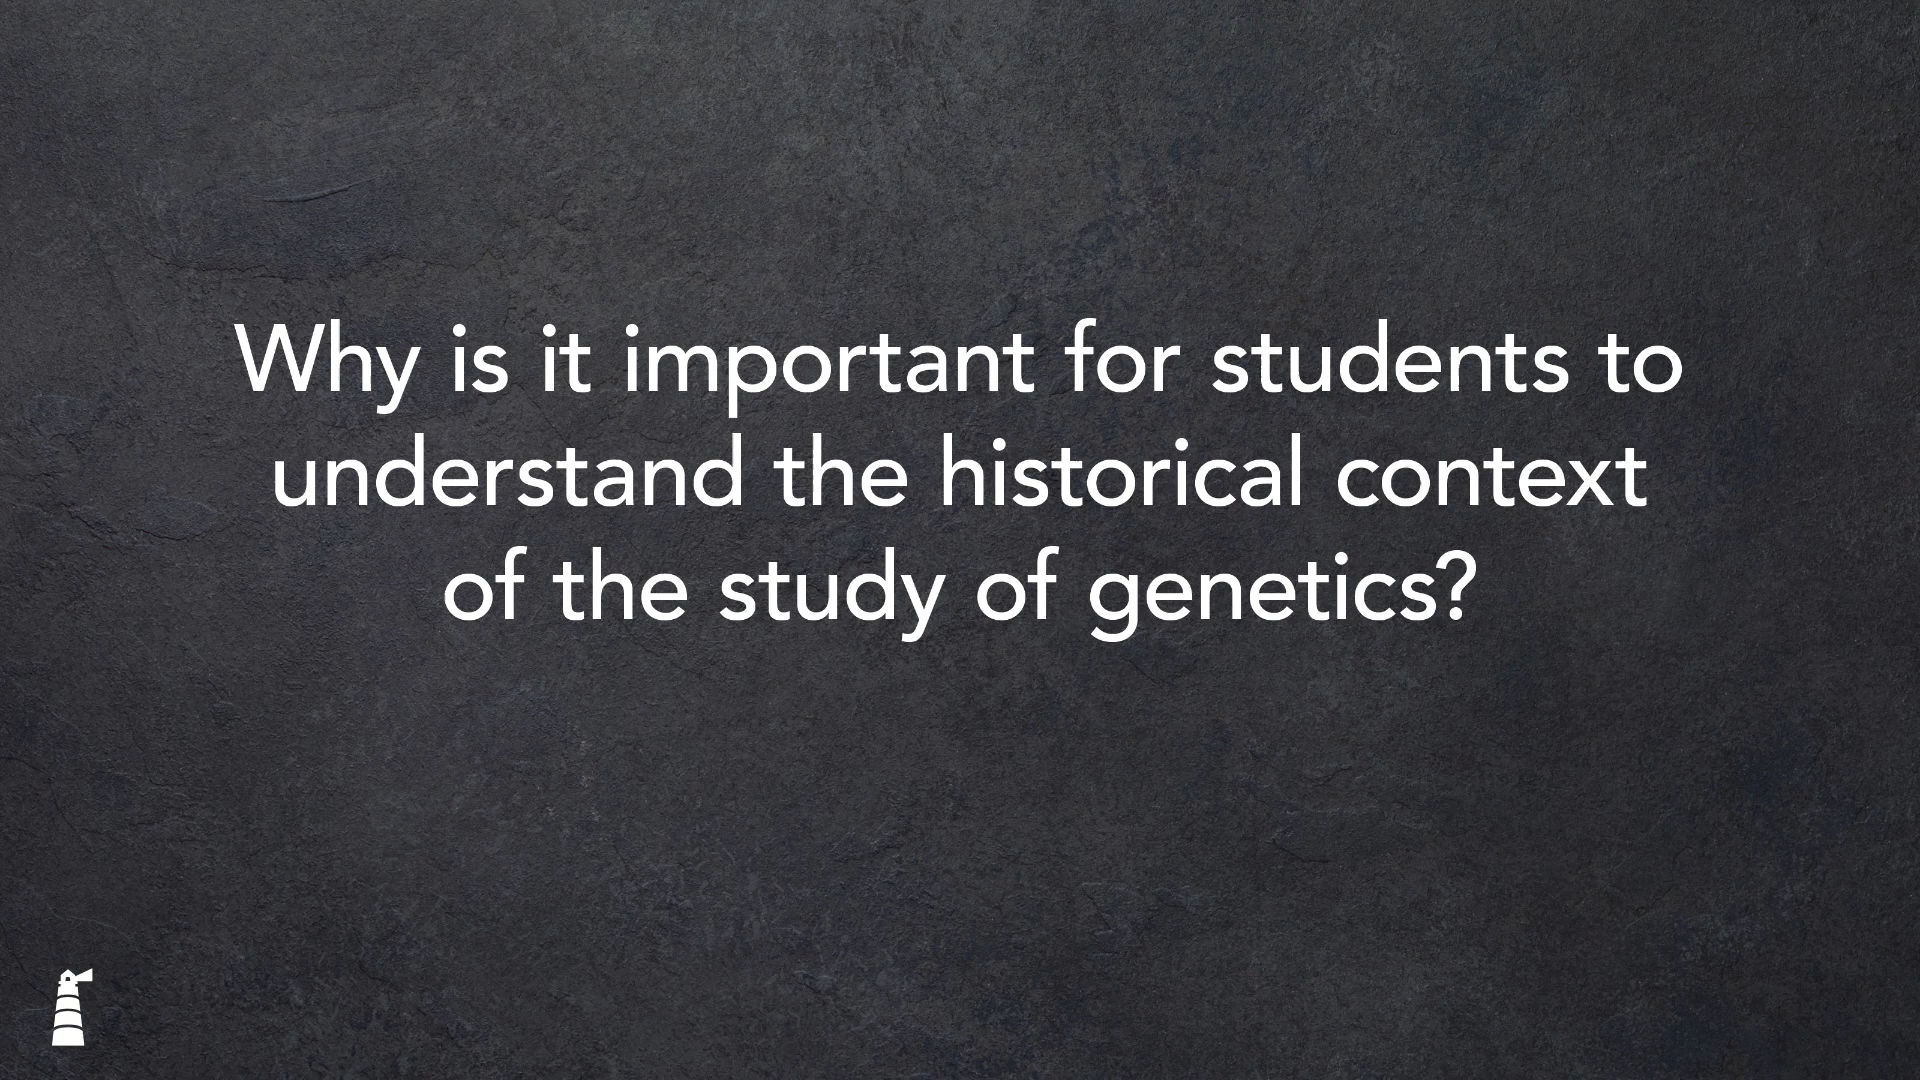 Why is it important for students to
understand the historical context
of the study of genetics?